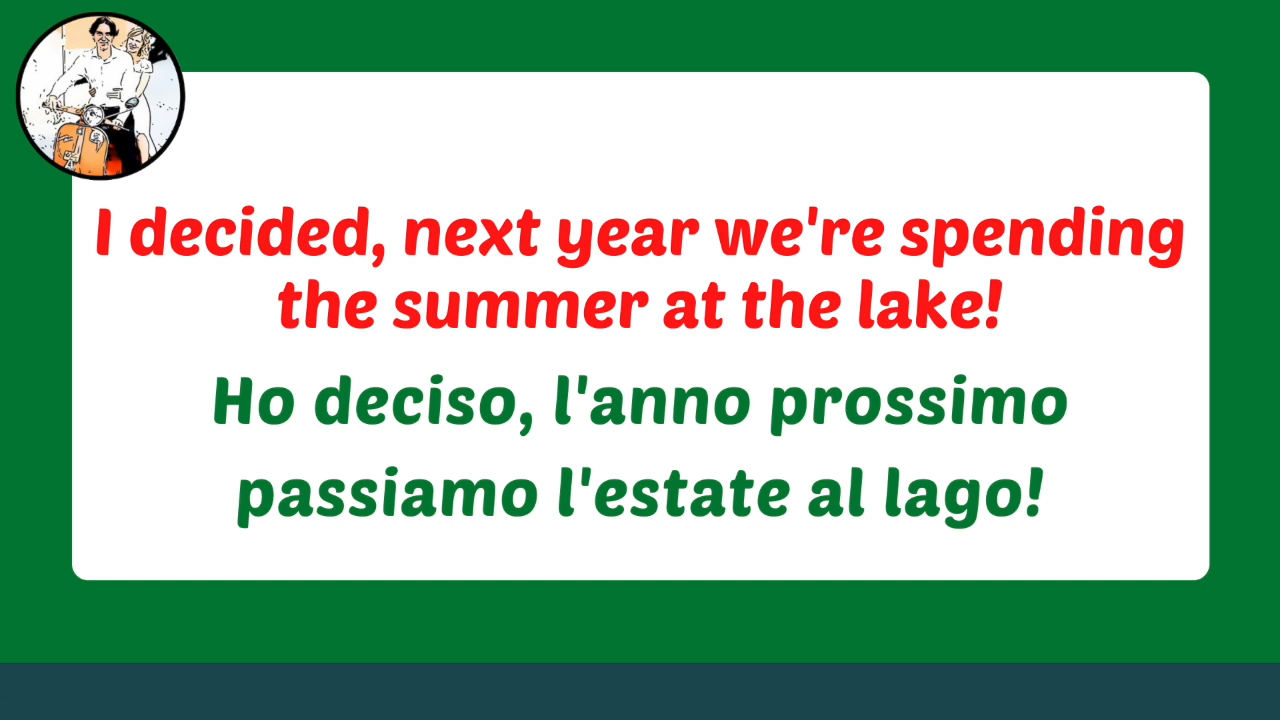 I decided, next year we're spending
the summer at the lake!
Ho deciso, l'anno prossimo
passiamo l'estate al lago!